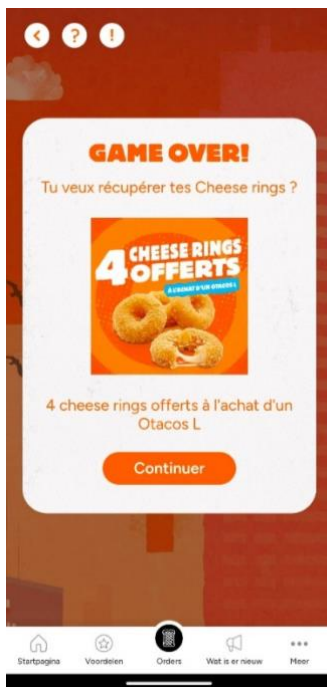 GAME OVER!
Tu veux récupérer tes Cheese rings ?
4 CHEESE RINGS
OFFERTS
À L'ACHAT D'UN OTACOS L
4 cheese rings offerts à l'achat d'un
Otacos L
Continuer
Startpagina Voordelen Orders Wat is er nieuw Meer